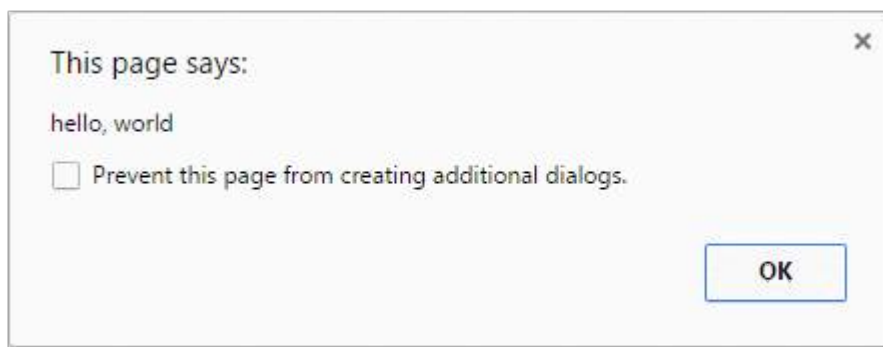 This page says:
hello, world
Prevent this page from creating additional dialogs.
OK